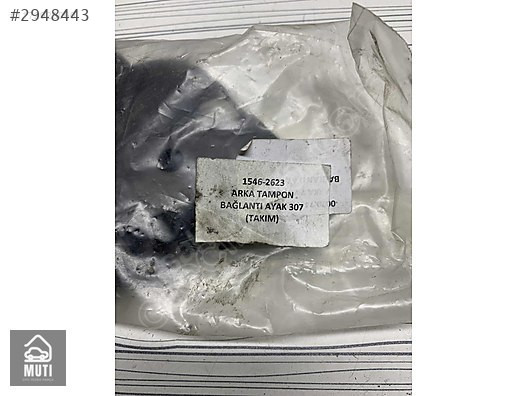 #2948443
1546-2623
ARKA TAMPON
BAĞLANTI AYAK 307
(TAKIM)
MUTI